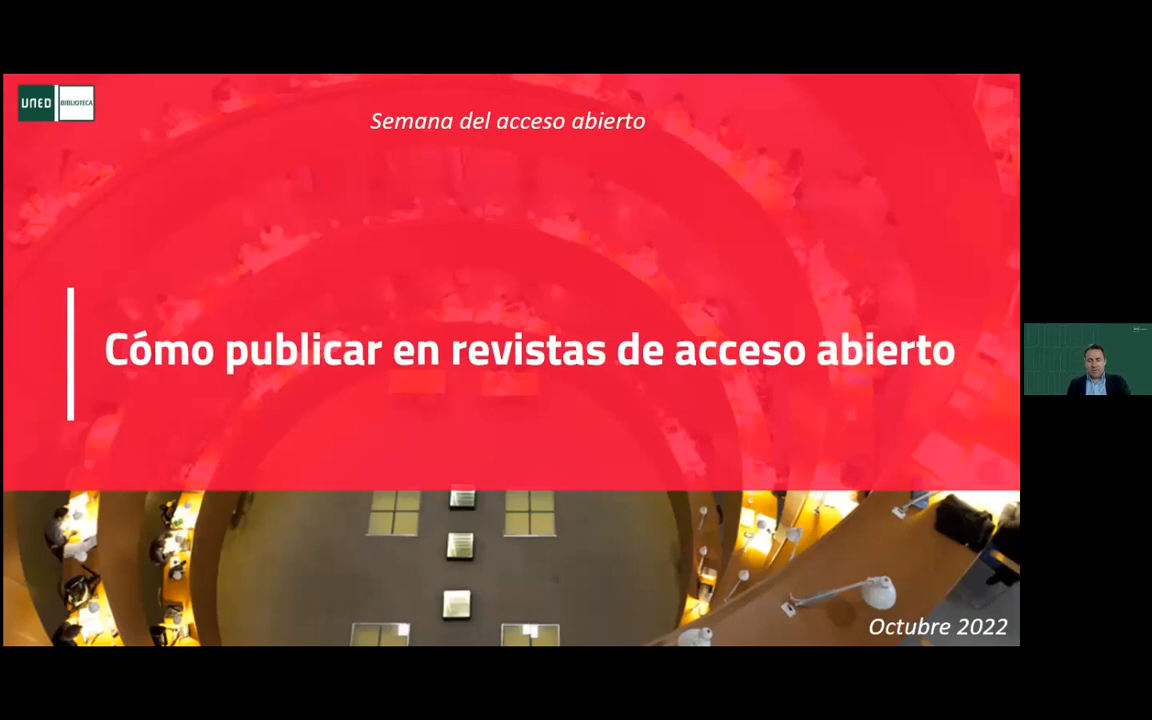 UNED
BIBLIOTECA
Semana del acceso abierto
Cómo publicar en revistas de acceso abierto
Octubre 2022